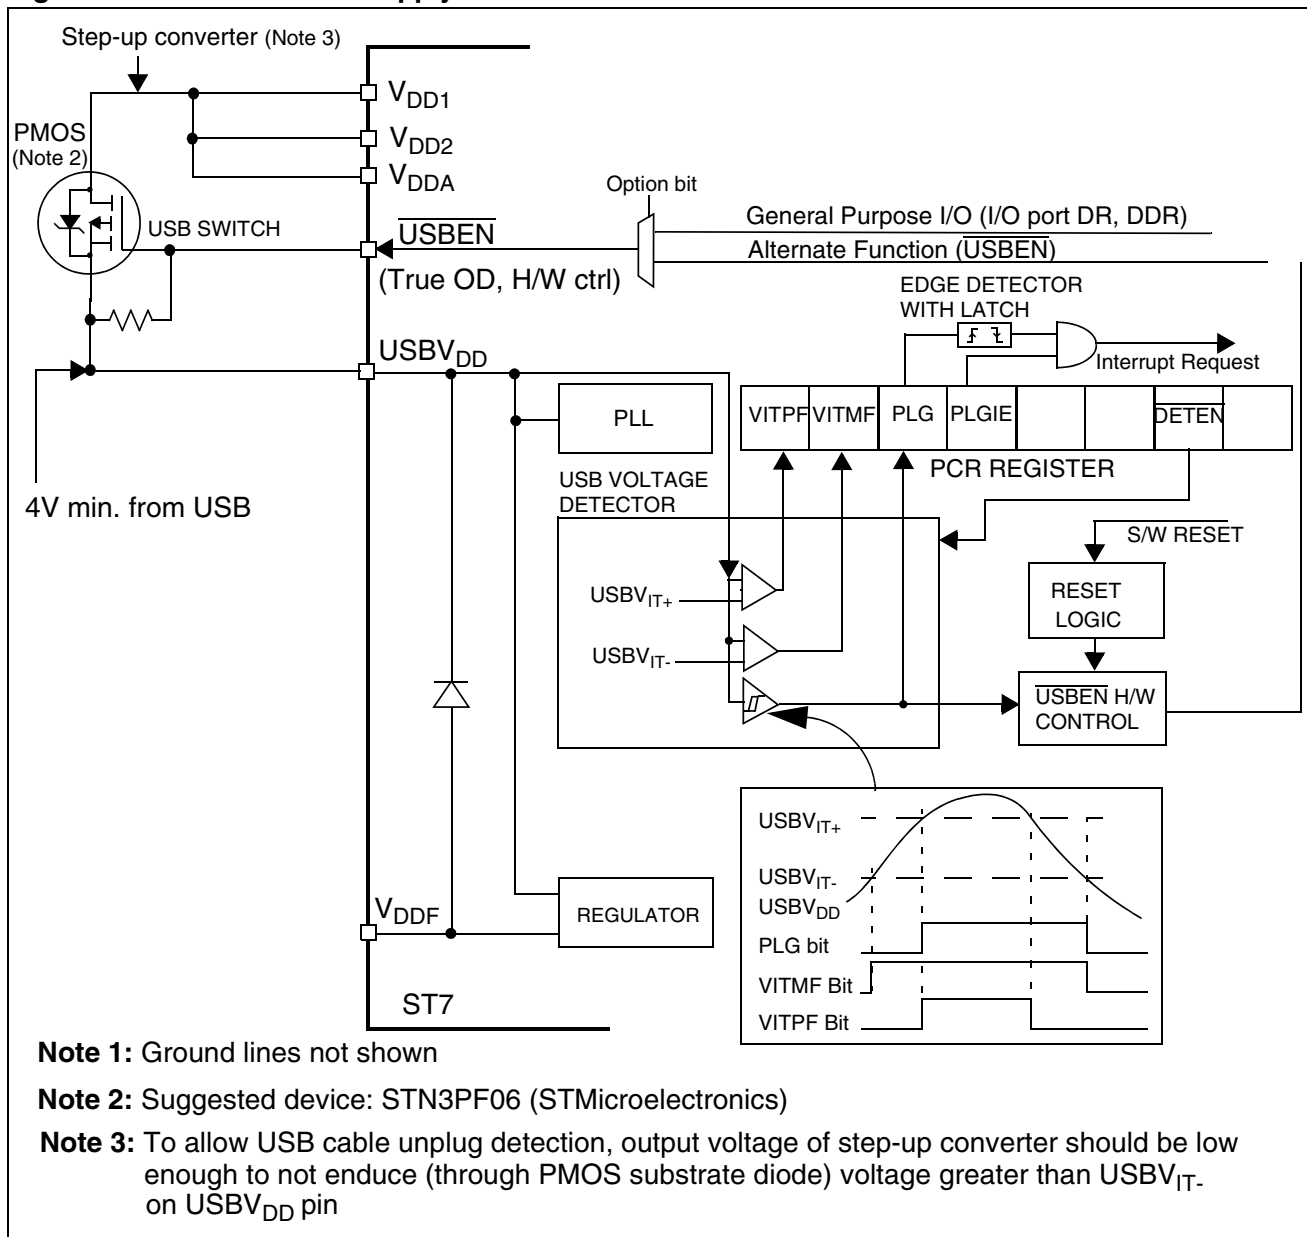 Step-up converter (Note 3)
VDD1
PMOS
(Note 2)
VDD2
VDDA
Option bit
USB SWITCH
USBEN
General Purpose I/O (I/O port DR, DDR)
Alternate Function (USBEN)
(True OD, H/W ctrl)
EDGE DETECTOR
WITH LATCH
USBVDD
Interrupt Request
PLL
VITPF VITMF PLG PLGIE DETEN
PCR REGISTER
USB VOLTAGE
DETECTOR
4V min. from USB
S/W RESET
USBVIT+
RESET
LOGIC
USBVIT-
USBEN H/W
CONTROL
USBVIT+
USBVIT-
USBVDD
PLG bit
VITMF Bit
VITPF Bit
VDDF
REGULATOR
ST7
Note 1: Ground lines not shown
Note 2: Suggested device: STN3PF06 (STMicroelectronics)
Note 3: To allow USB cable unplug detection, output voltage of step-up converter should be low
enough to not enduce (through PMOS substrate diode) voltage greater than USBVIT-
on USBVDD pin